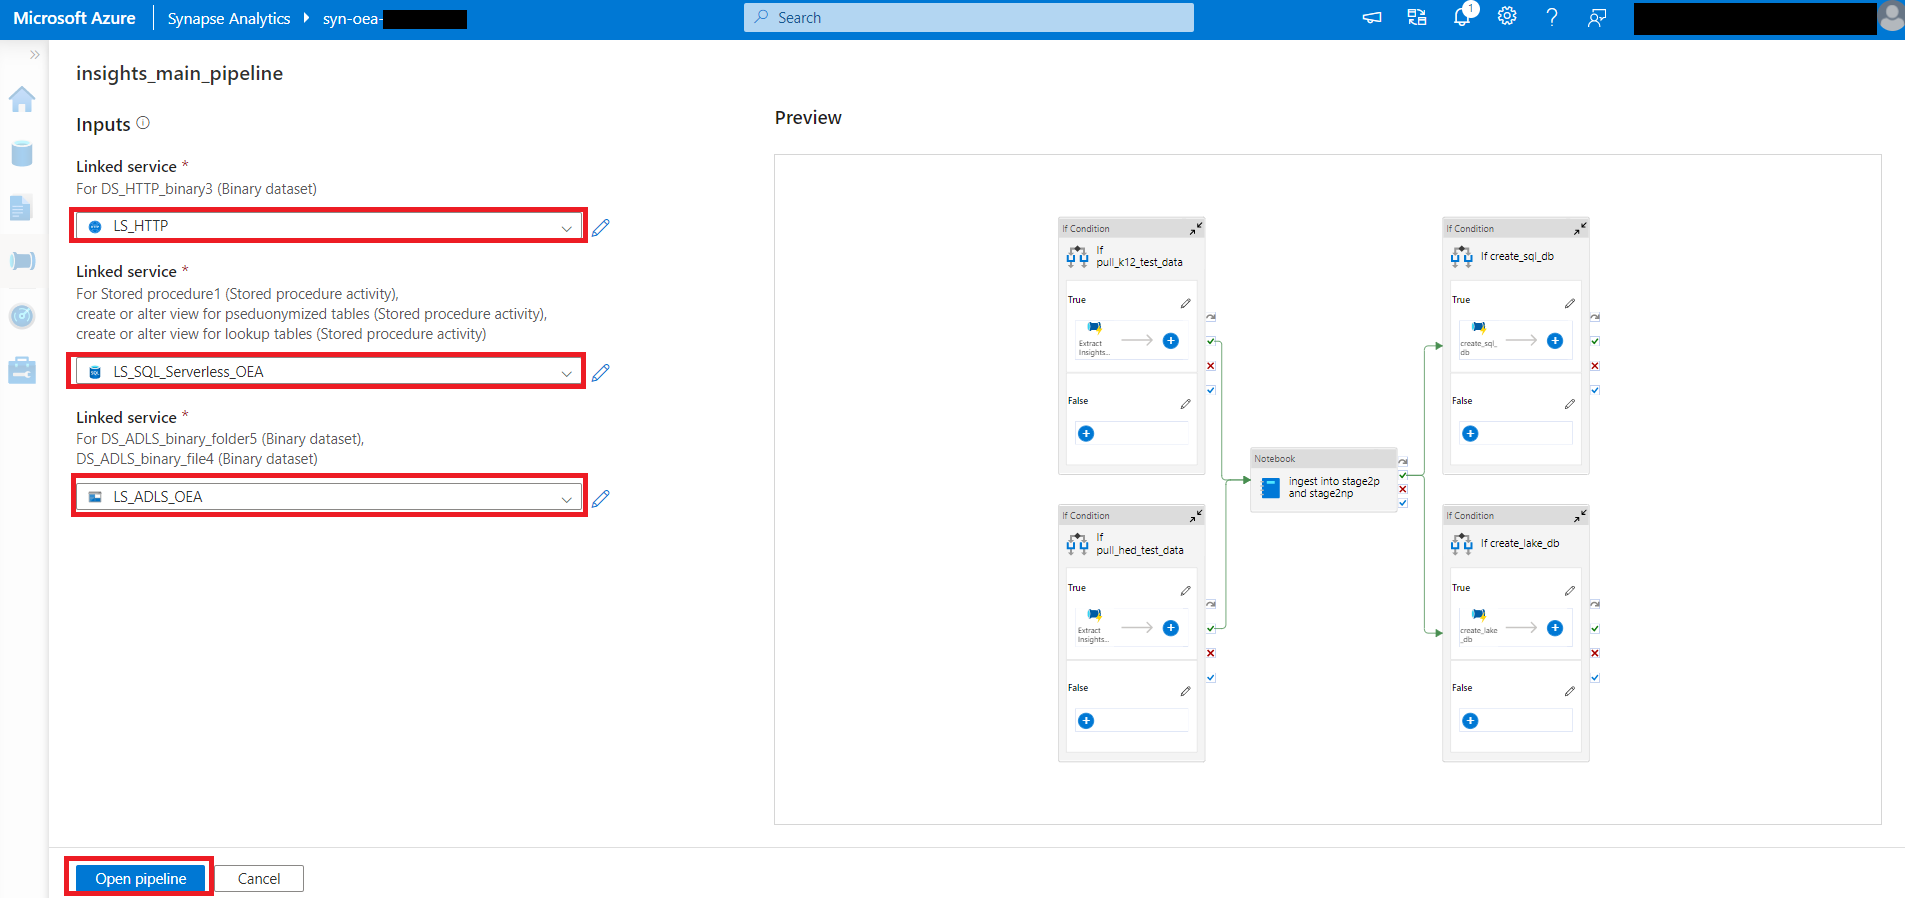 Microsoft Azure
Synapse Analytics
syn-oea-
Search
1
insights_main_pipeline
Inputs
Linked service *
For DS_HTTP_binary3 (Binary dataset)
LS_HTTP
Linked service *
For Stored procedure1 (Stored procedure activity),
create or alter view for pseduonymized tables (Stored procedure activity),
create or alter view for lookup tables (Stored procedure activity)
LS_SQL_Serverless_OEA
Linked service *
For DS_ADLS_binary_folder5 (Binary dataset),
DS_ADLS_binary_file4 (Binary dataset)
LS_ADLS_OEA
Open pipeline
Cancel
Preview
If Condition
If
pull_k12_test_data
True
Extract
Insights...
False
If Condition
If
pull_hed_test_data
True
Extract
Insights...
False
Notebook
ingest into stage2p
and stage2np
If Condition
If create_sql_db
True
create_sql_
db
False
If Condition
If create_lake_db
True
create_lake
_db
False